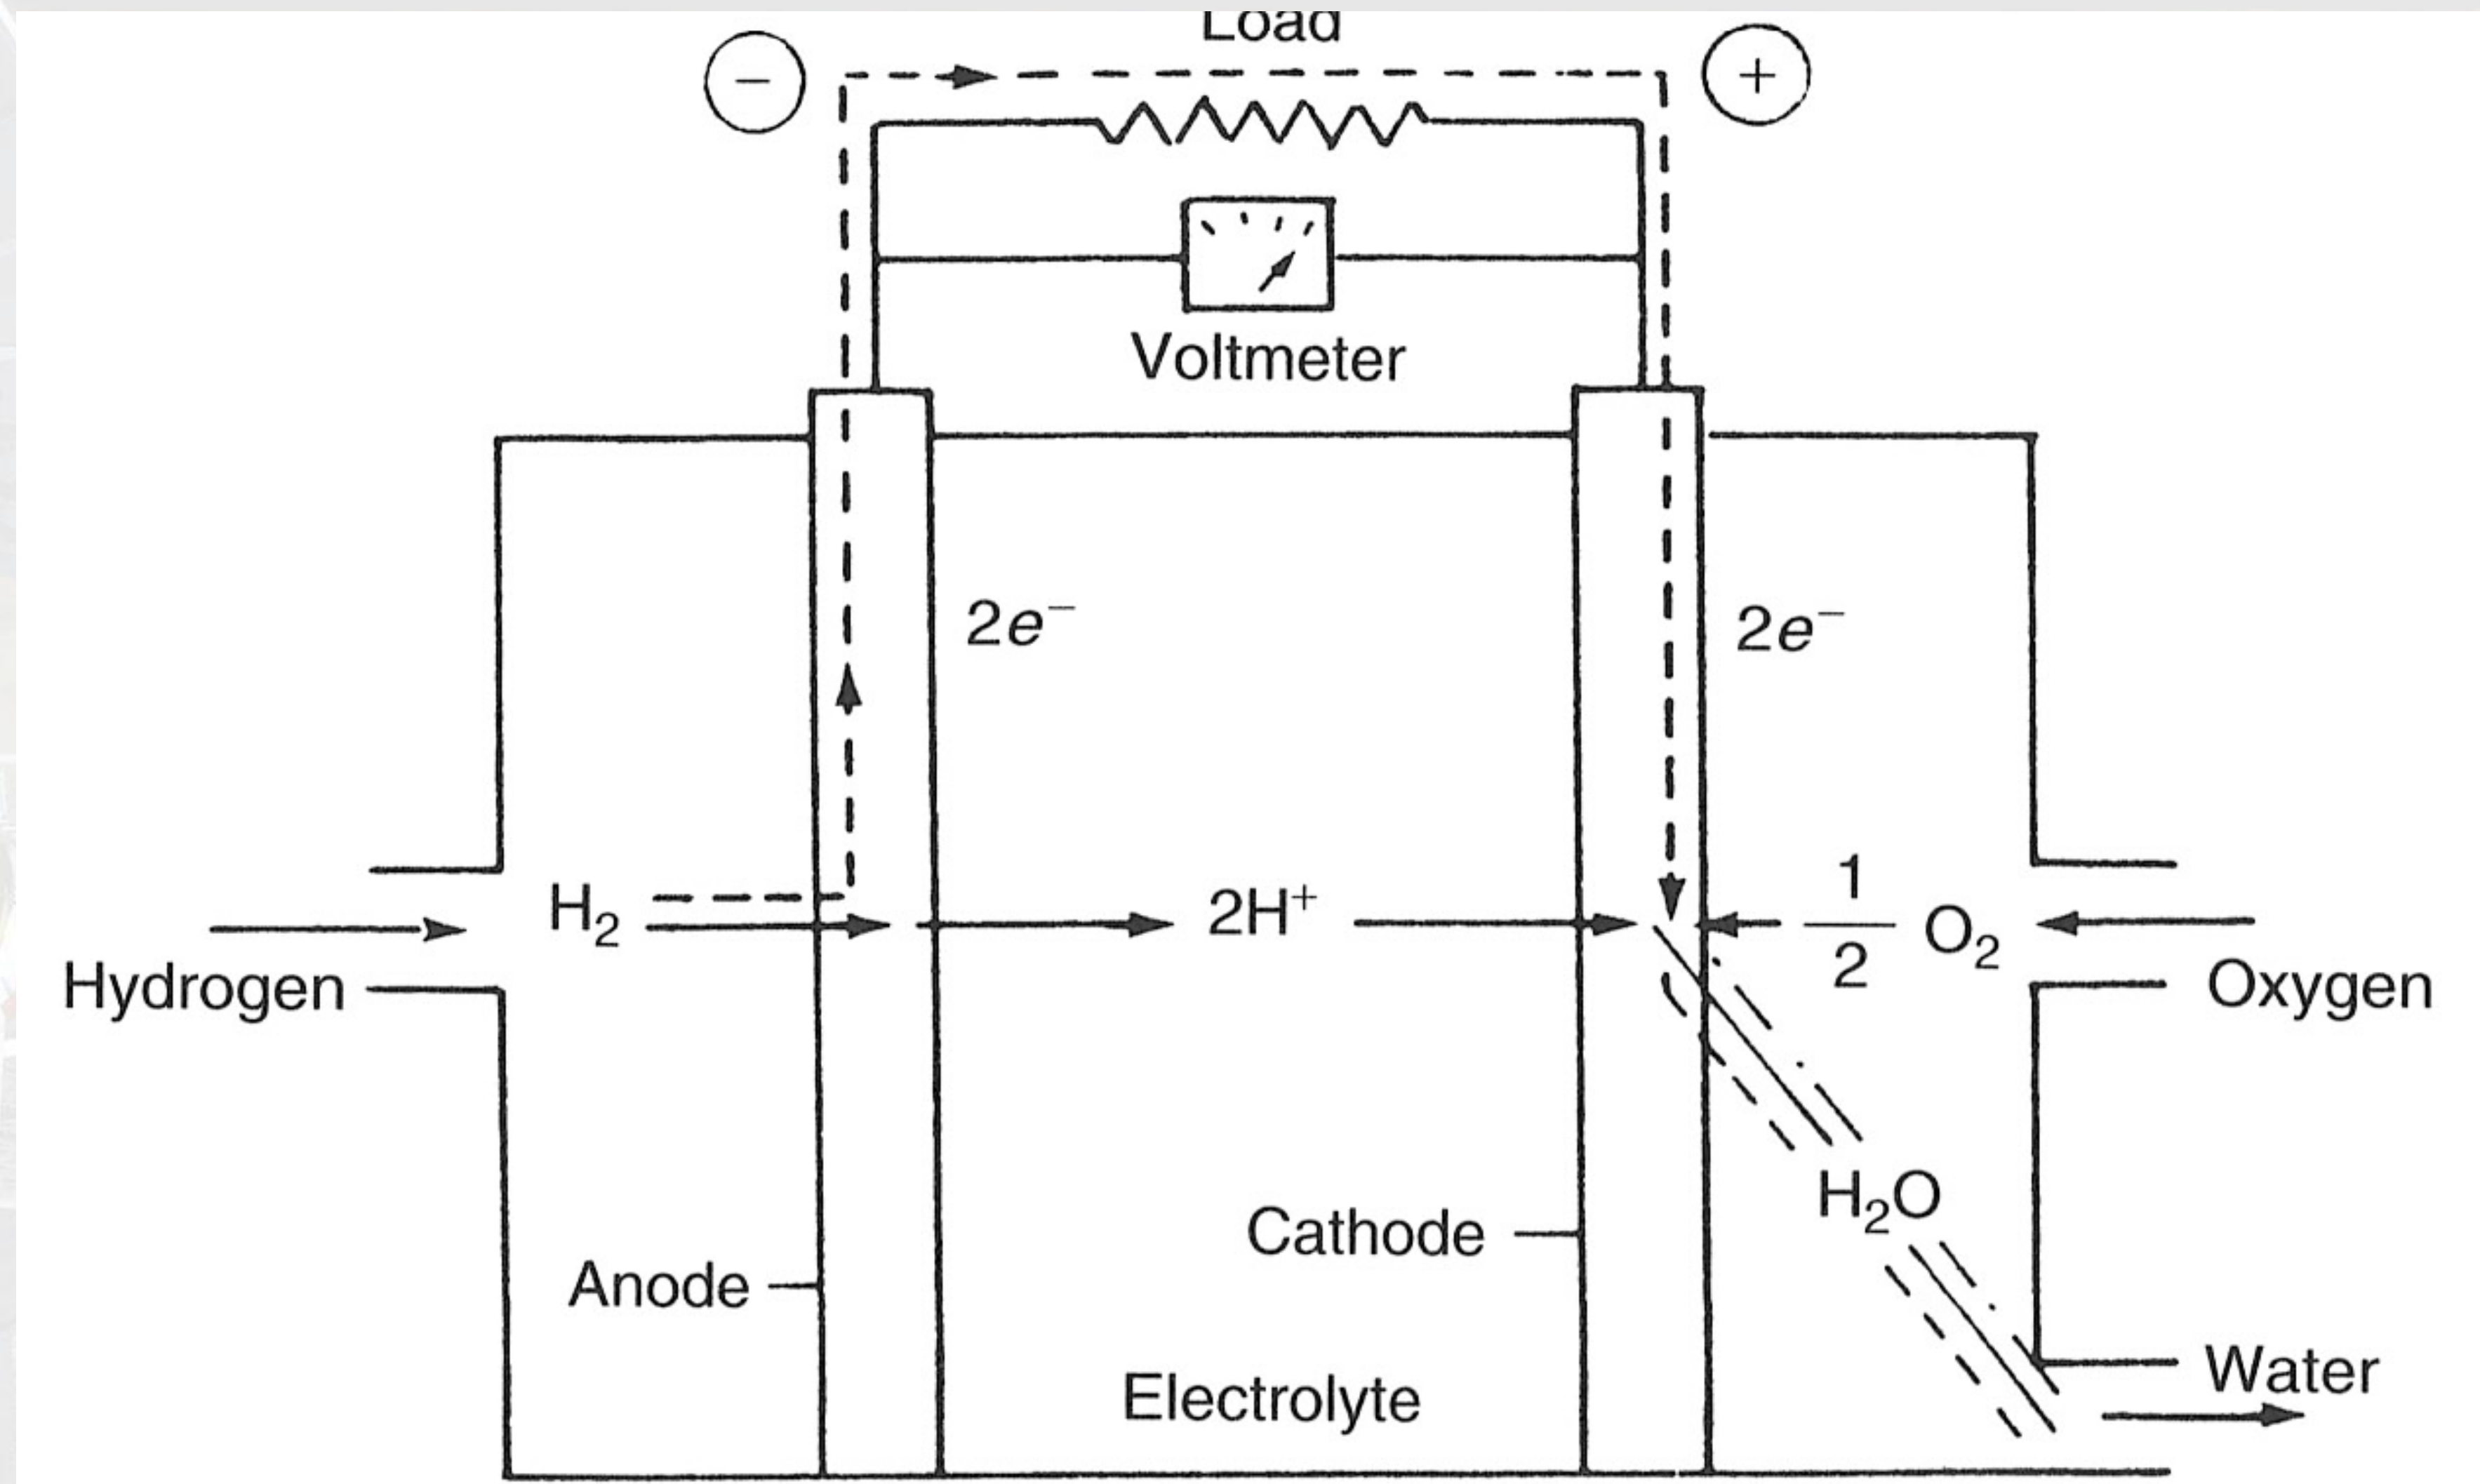 Load
−
+
Voltmeter
2e⁻
2e⁻
H₂
2H⁺
1
2
O₂
Hydrogen
Oxygen
H₂O
Cathode
Anode
Water
Electrolyte